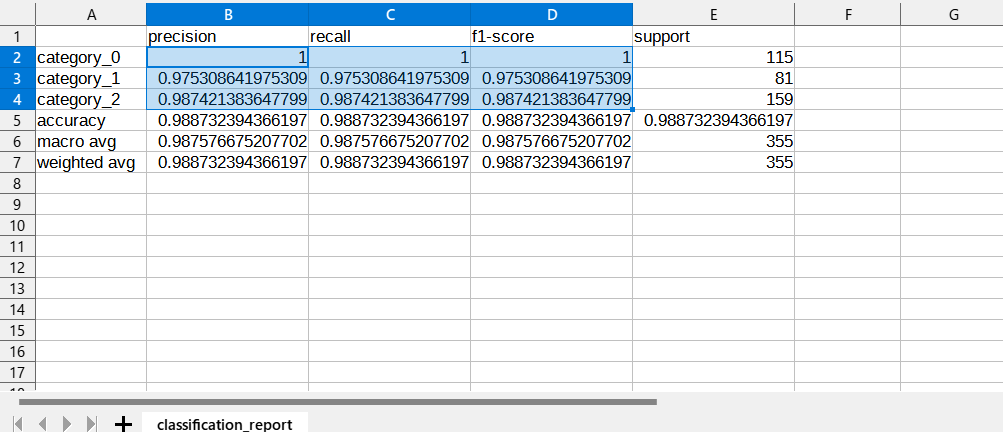 A B C D E F G
1 precision recall f1-score support
2 category_0 1 1 1 115
3 category_1 0.975308641975309 0.975308641975309 0.975308641975309 81
4 category_2 0.987421383647799 0.987421383647799 0.987421383647799 159
5 accuracy 0.988732394366197 0.988732394366197 0.988732394366197 0.988732394366197
6 macro avg 0.987576675207702 0.987576675207702 0.987576675207702 355
7 weighted avg 0.988732394366197 0.988732394366197 0.988732394366197 355
8
9
10
11
12
13
14
15
16
17
classification_report